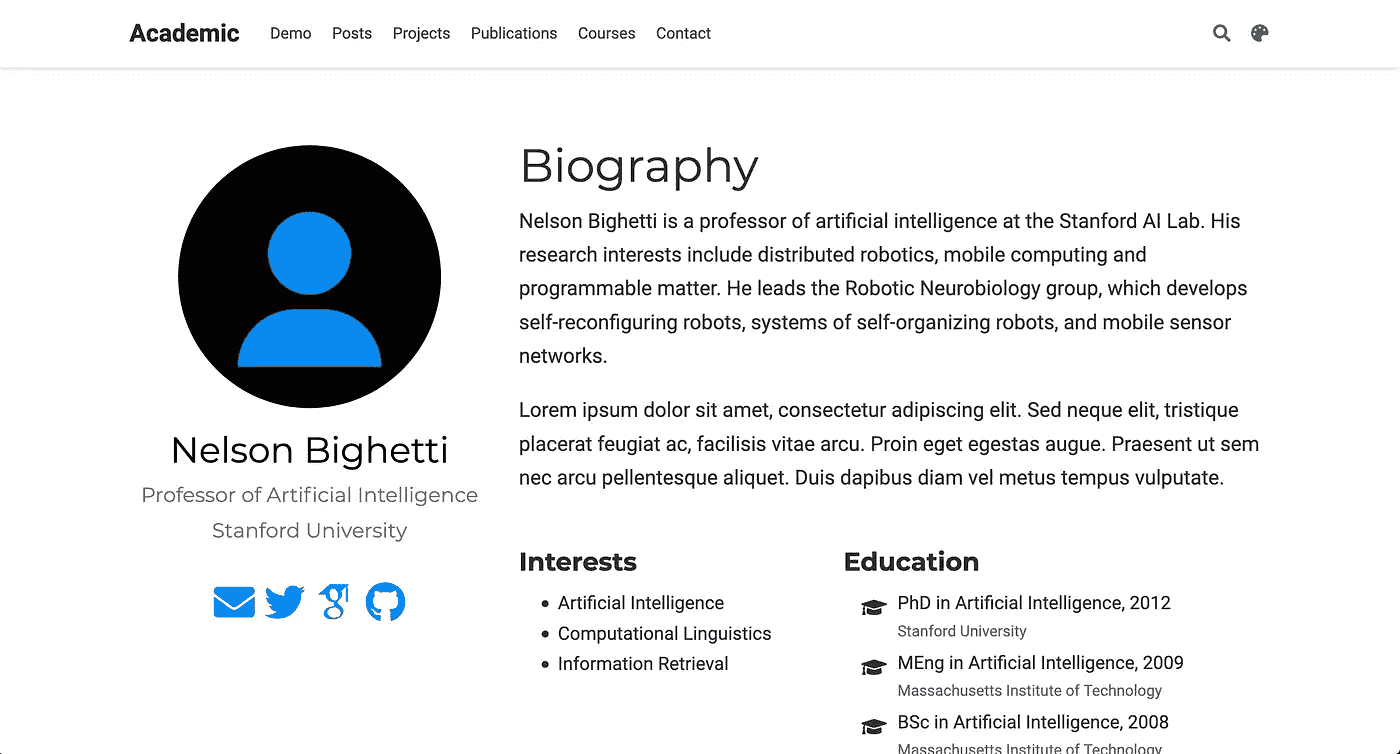 Academic Demo Posts Projects Publications Courses Contact
Nelson Bighetti
Professor of Artificial Intelligence
Stanford University
Biography
Nelson Bighetti is a professor of artificial intelligence at the Stanford AI Lab. His
research interests include distributed robotics, mobile computing and
programmable matter. He leads the Robotic Neurobiology group, which develops
self-reconfiguring robots, systems of self-organizing robots, and mobile sensor
networks.
Lorem ipsum dolor sit amet, consectetur adipiscing elit. Sed neque elit, tristique
placerat feugiat ac, facilisis vitae arcu. Proin eget egestas augue. Praesent ut sem
nec arcu pellentesque aliquet. Duis dapibus diam vel metus tempus vulputate.
Interests
• Artificial Intelligence
• Computational Linguistics
• Information Retrieval
Education
PhD in Artificial Intelligence, 2012
Stanford University
MEng in Artificial Intelligence, 2009
Massachusetts Institute of Technology
BSc in Artificial Intelligence, 2008
Massachusetts Institute of Technology